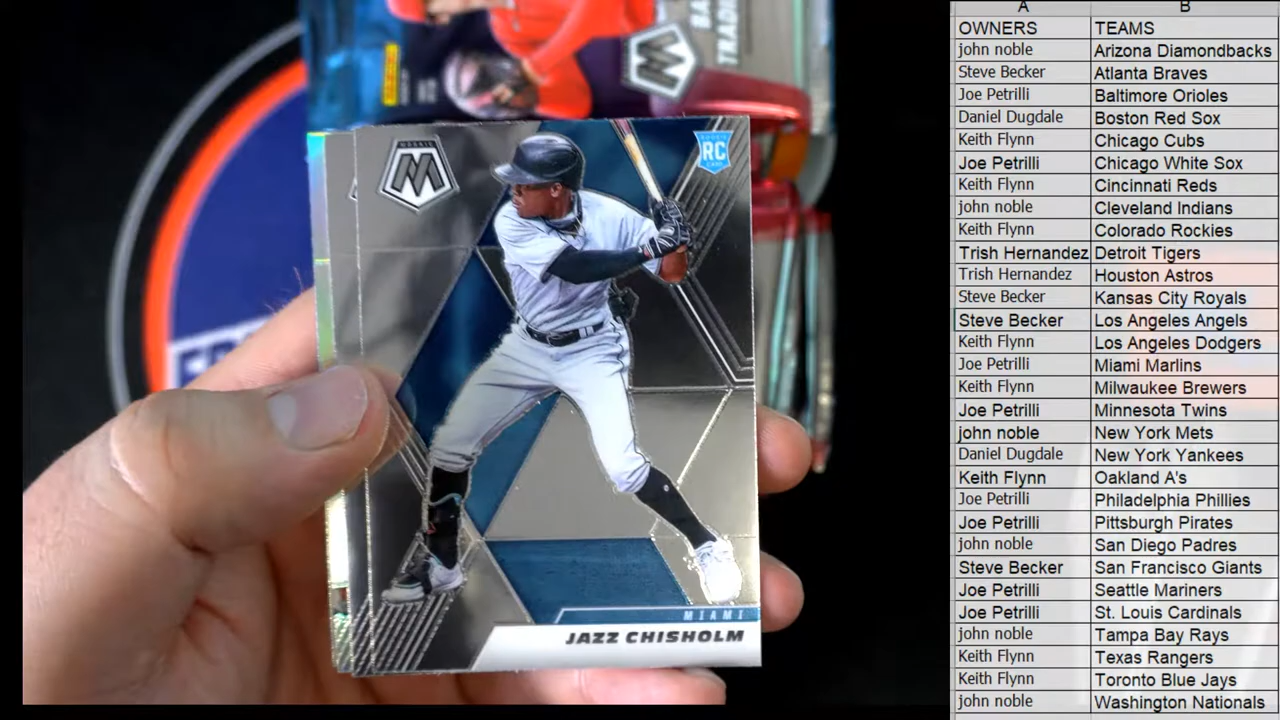 BA
TRADI
MOSAIC
M
ROOKIE
RC
CARD
MIAMI
JAZZ CHISHOLM
A B
OWNERS TEAMS
john noble Arizona Diamondbacks
Steve Becker Atlanta Braves
Joe Petrilli Baltimore Orioles
Daniel Dugdale Boston Red Sox
Keith Flynn Chicago Cubs
Joe Petrilli Chicago White Sox
Keith Flynn Cincinnati Reds
john noble Cleveland Indians
Keith Flynn Colorado Rockies
Trish Hernandez Detroit Tigers
Trish Hernandez Houston Astros
Steve Becker Kansas City Royals
Steve Becker Los Angeles Angels
Keith Flynn Los Angeles Dodgers
Joe Petrilli Miami Marlins
Keith Flynn Milwaukee Brewers
Joe Petrilli Minnesota Twins
john noble New York Mets
Daniel Dugdale New York Yankees
Keith Flynn Oakland A's
Joe Petrilli Philadelphia Phillies
Joe Petrilli Pittsburgh Pirates
john noble San Diego Padres
Steve Becker San Francisco Giants
Joe Petrilli Seattle Mariners
Joe Petrilli St. Louis Cardinals
john noble Tampa Bay Rays
Keith Flynn Texas Rangers
Keith Flynn Toronto Blue Jays
john noble Washington Nationals